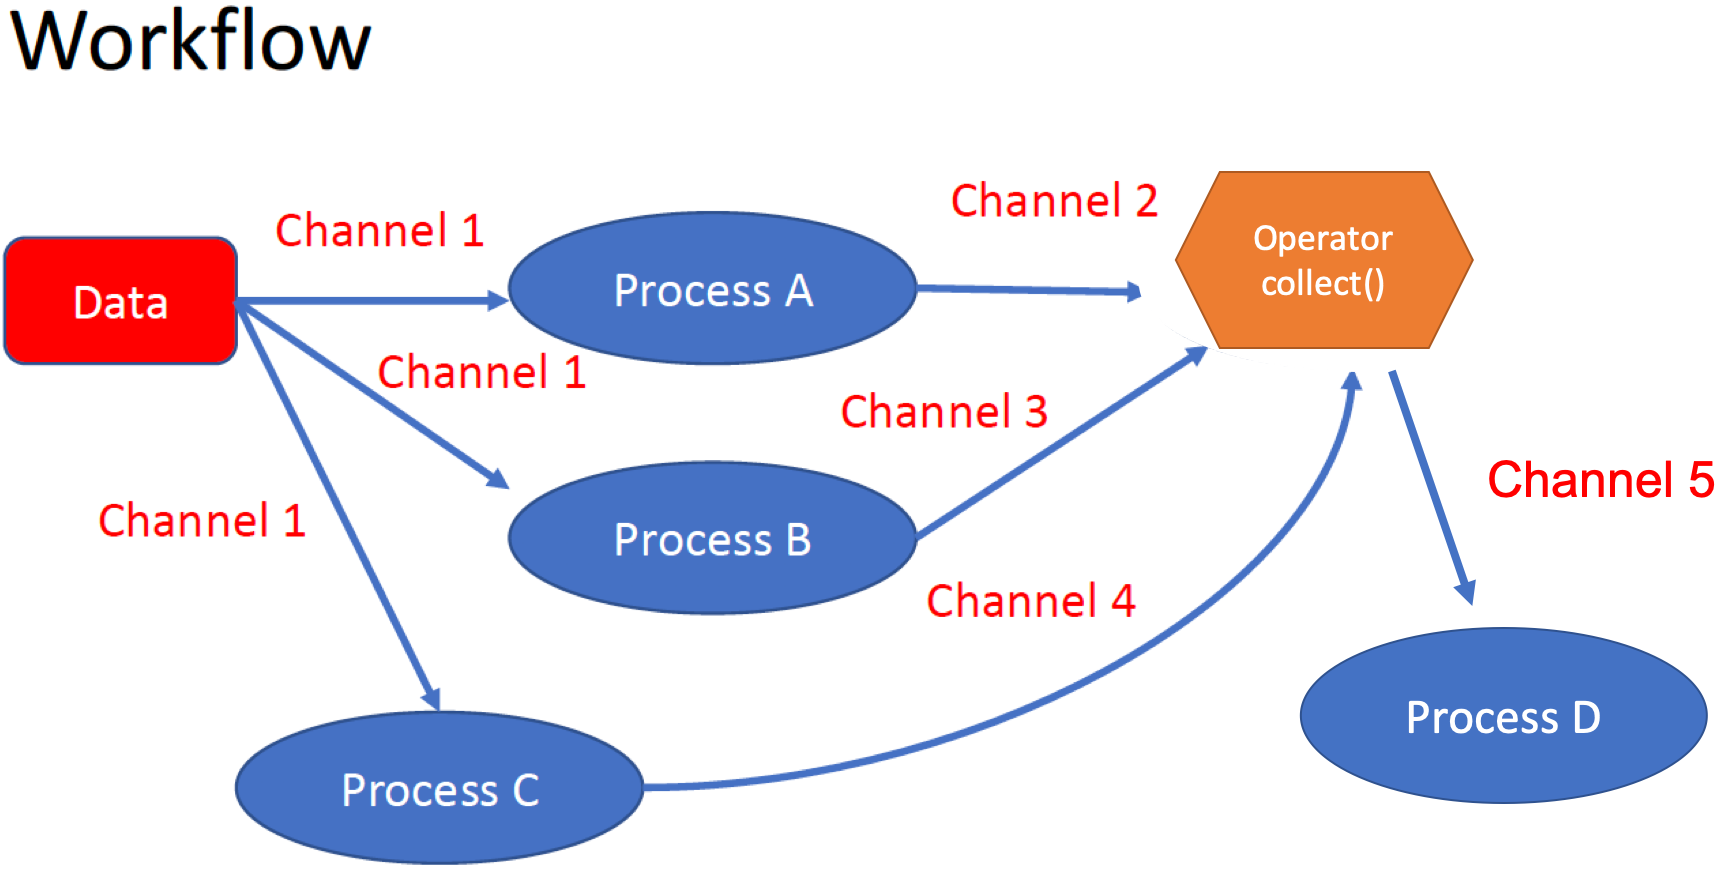 Workflow
Channel 1
Channel 2
Data
Process A
Operator
collect()
Channel 1
Channel 3
Channel 1
Process B
Channel 5
Channel 4
Process C
Process D